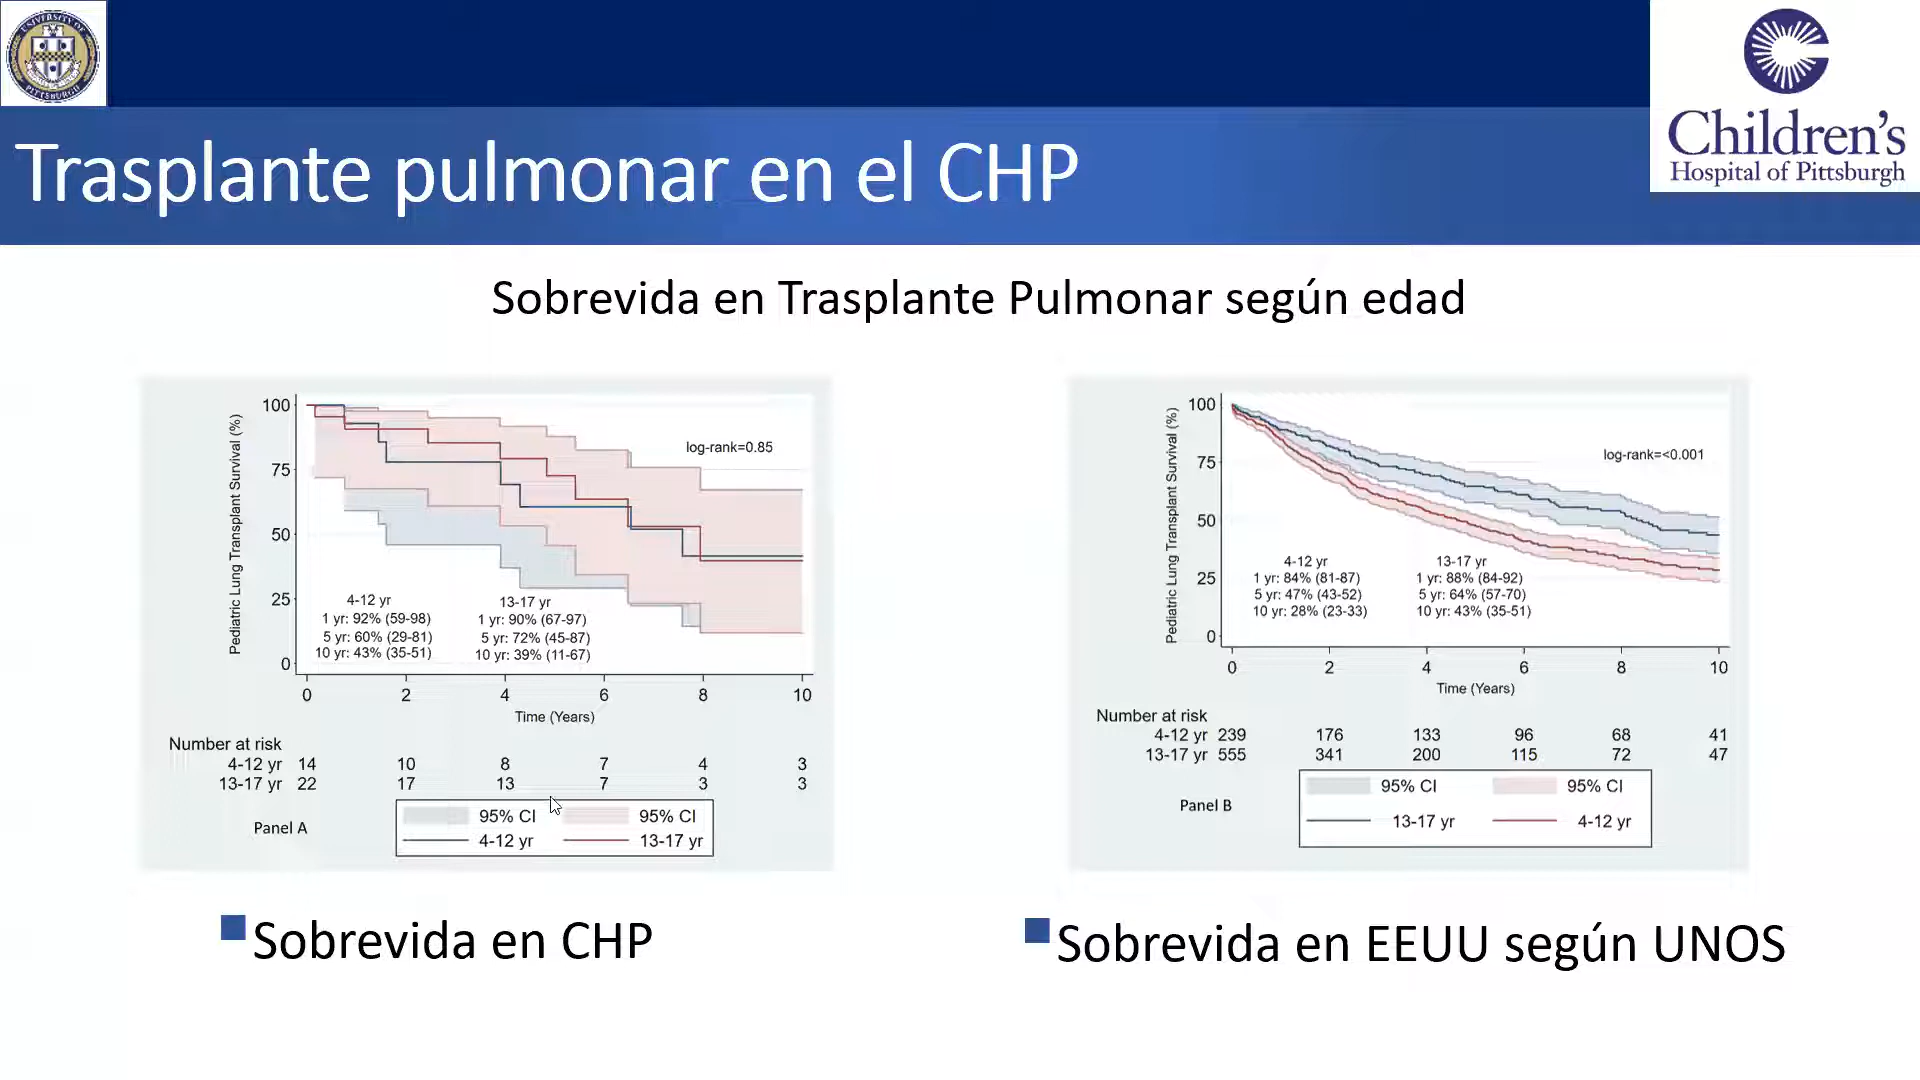 UNIVERSITY OF
PITTSBURGH
Children's
Hospital of Pittsburgh
Trasplante pulmonar en el CHP
Sobrevida en Trasplante Pulmonar según edad
Pediatric Lung Transplant Survival (%)
100
75
50
25
0
log-rank=0.85
4-12 yr
1 yr: 92% (59-98)
5 yr: 60% (29-81)
10 yr: 43% (35-51)
13-17 yr
1 yr: 90% (67-97)
5 yr: 72% (45-87)
10 yr: 39% (11-67)
0 2 4 6 8 10
Time (Years)
Number at risk
4-12 yr 14 10 8 7 4 3
13-17 yr 22 17 13 7 3 3
Panel A
95% CI 95% CI
4-12 yr 13-17 yr
Sobrevida en CHP
Pediatric Lung Transplant Survival (%)
100
75
50
25
0
log-rank=<0.001
4-12 yr
1 yr: 84% (81-87)
5 yr: 47% (43-52)
10 yr: 28% (23-33)
13-17 yr
1 yr: 88% (84-92)
5 yr: 64% (57-70)
10 yr: 43% (35-51)
0 2 4 6 8 10
Time (Years)
Number at risk
4-12 yr 239 176 133 96 68 41
13-17 yr 555 341 200 115 72 47
Panel B
95% CI 95% CI
13-17 yr 4-12 yr
Sobrevida en EEUU según UNOS